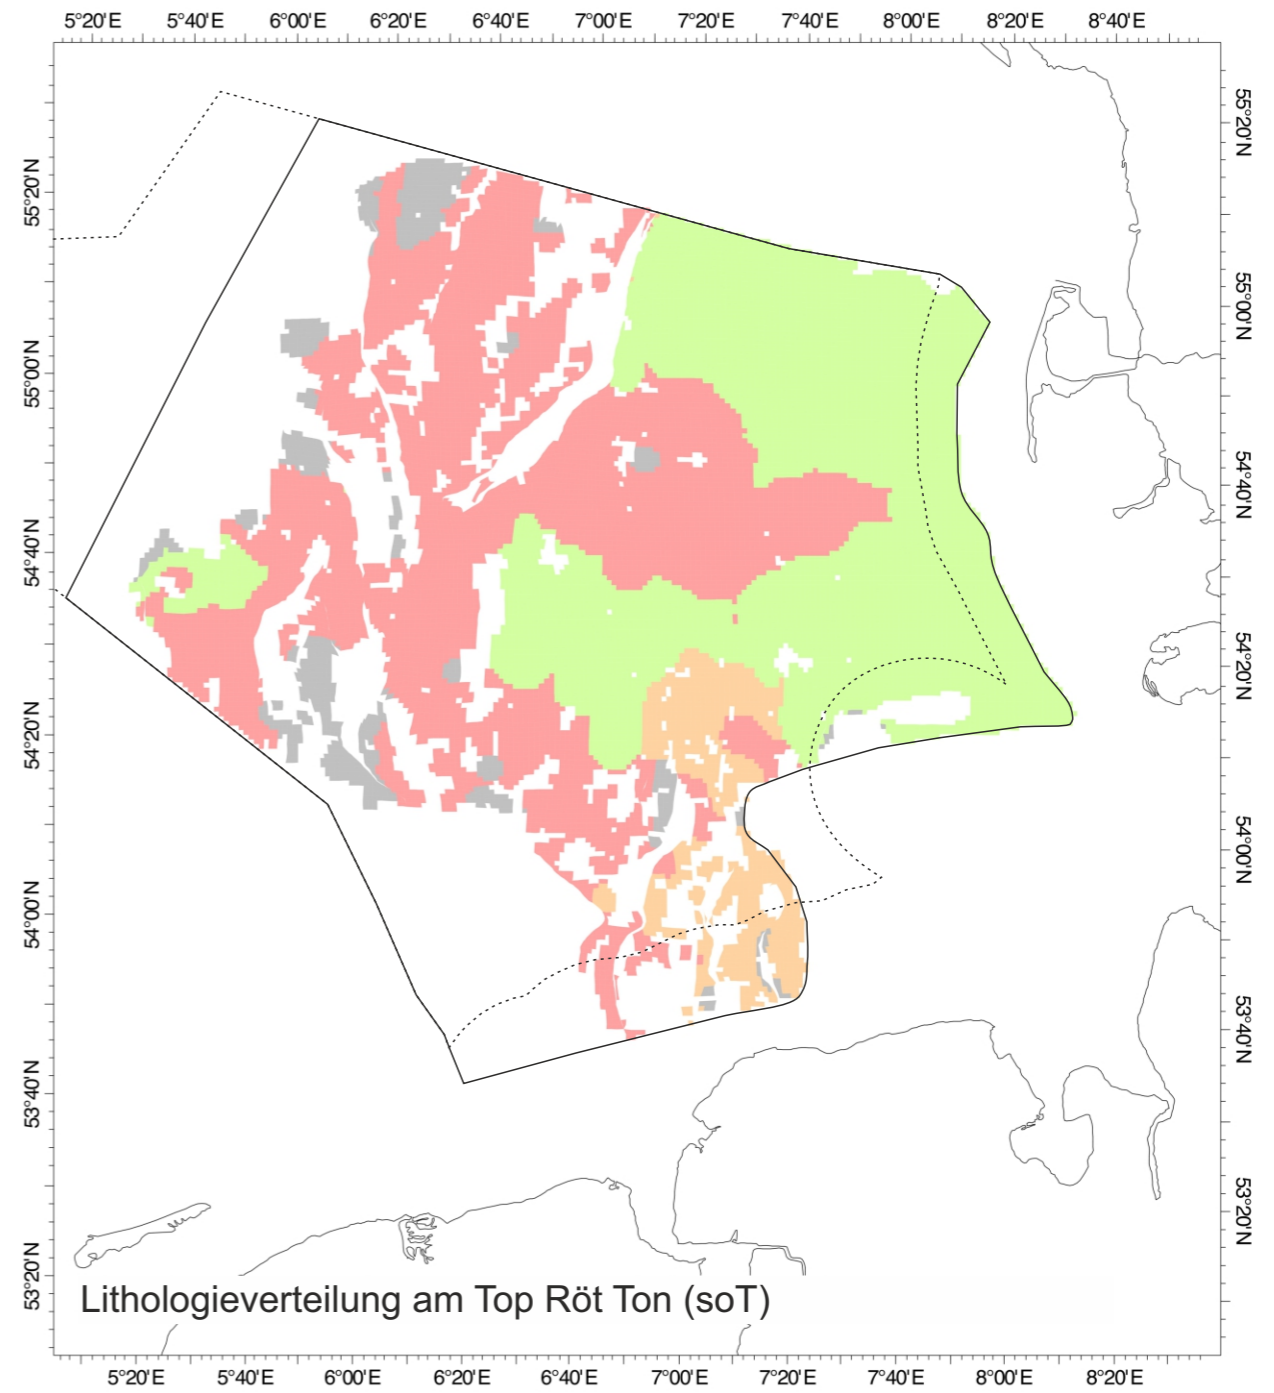 5°20'E 5°40'E 6°00'E 6°20'E 6°40'E 7°00'E 7°20'E 7°40'E 8°00'E 8°20'E 8°40'E
55°20'N
55°00'N
54°40'N
54°20'N
54°00'N
53°40'N
53°20'N
55°20'N
55°00'N
54°40'N
54°20'N
54°00'N
53°40'N
53°20'N
Lithologieverteilung am Top Röt Ton (soT)
5°20'E 5°40'E 6°00'E 6°20'E 6°40'E 7°00'E 7°20'E 7°40'E 8°00'E 8°20'E